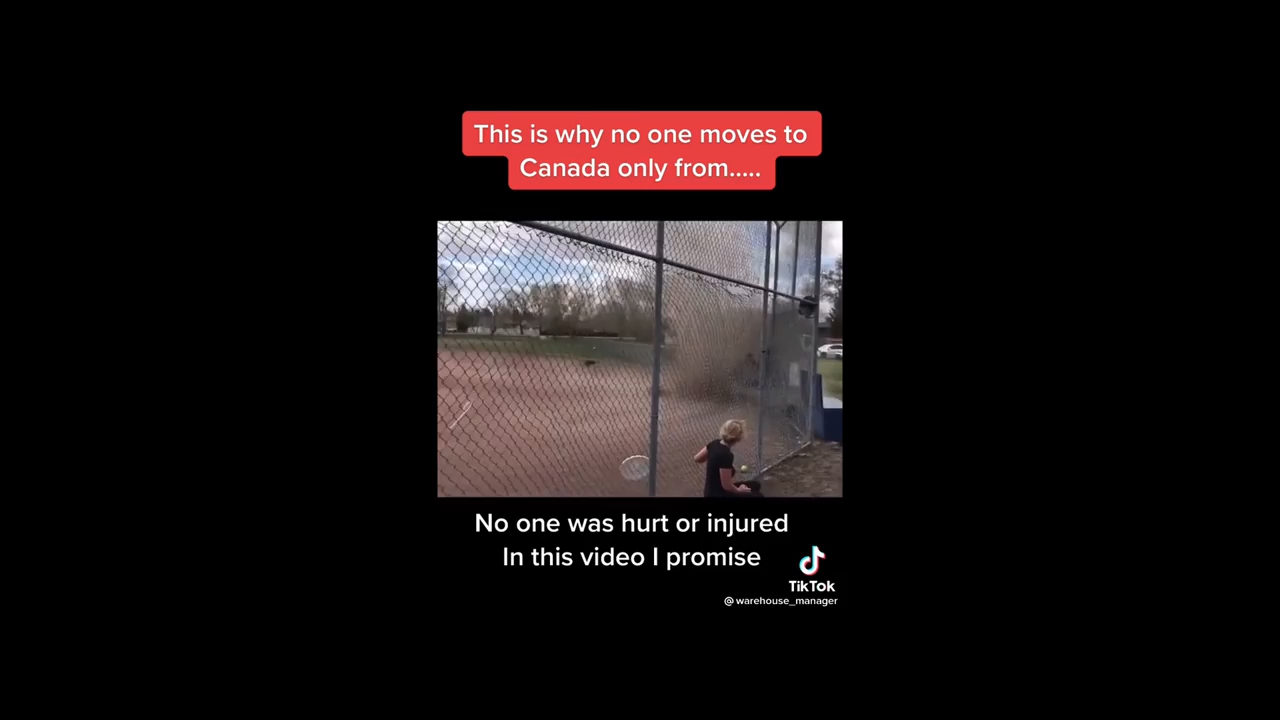 This is why no one moves to
Canada only from.....
No one was hurt or injured
In this video I promise
TikTok
@ warehouse_manager